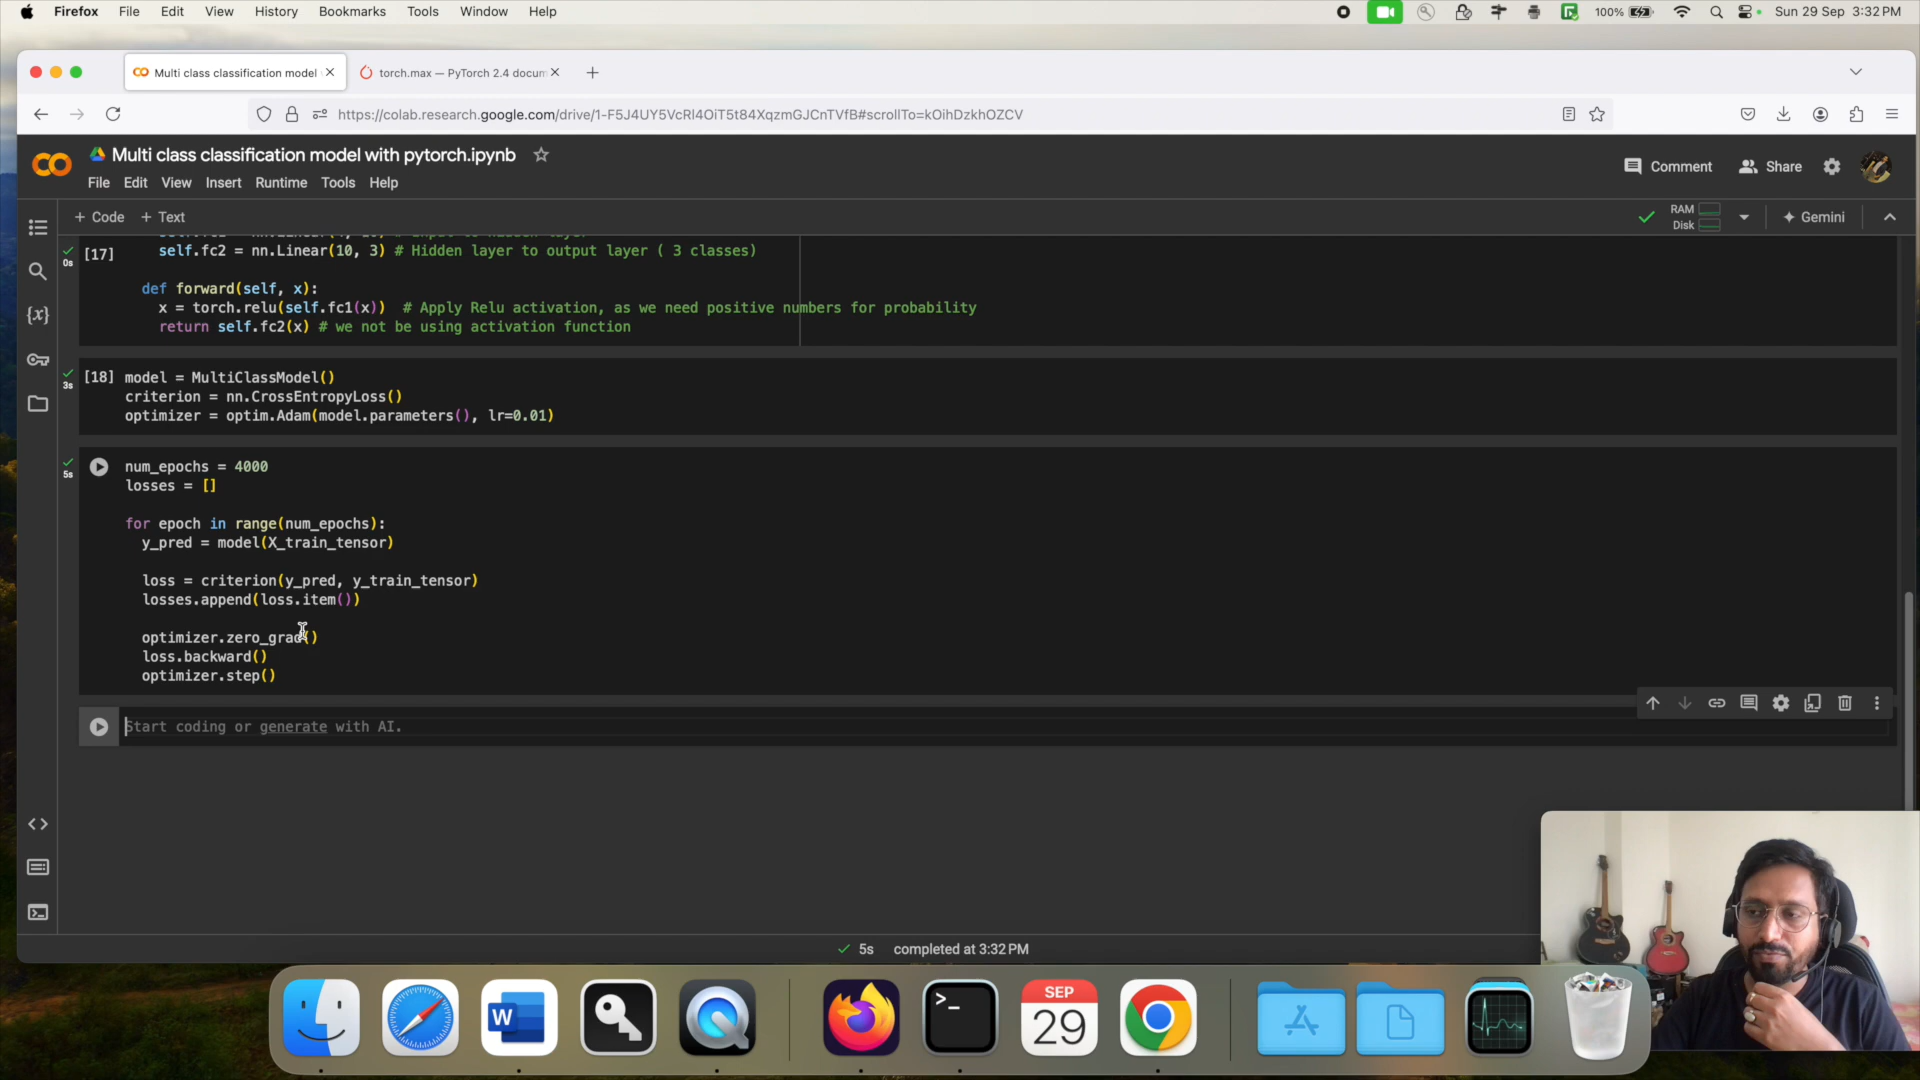 Firefox File Edit View History Bookmarks Tools Window Help
100% Sun 29 Sep 3:32 PM
Multi class classification model
torch.max — PyTorch 2.4 docum
https://colab.research.google.com/drive/1-F5J4UY5VcRl4OiT5t84XqzmGJCnTVfB#scrollTo=kOihDzkhOZCV
CO
Multi class classification model with pytorch.ipynb
File Edit View Insert Runtime Tools Help
Comment Share
+ Code + Text
RAM
Disk
Gemini
[17]
0s
self.fc2 = nn.Linear(10, 3) # Hidden layer to output layer ( 3 classes)
def forward(self, x):
x = torch.relu(self.fc1(x)) # Apply Relu activation, as we need positive numbers for probability
return self.fc2(x) # we not be using activation function
[18] model = MultiClassModel()
3s
criterion = nn.CrossEntropyLoss()
optimizer = optim.Adam(model.parameters(), lr=0.01)
5s
num_epochs = 4000
losses = []
for epoch in range(num_epochs):
y_pred = model(X_train_tensor)
loss = criterion(y_pred, y_train_tensor)
losses.append(loss.item())
optimizer.zero_grad()
loss.backward()
optimizer.step()
Start coding or generate with AI.
5s completed at 3:32 PM
W
SEP
29